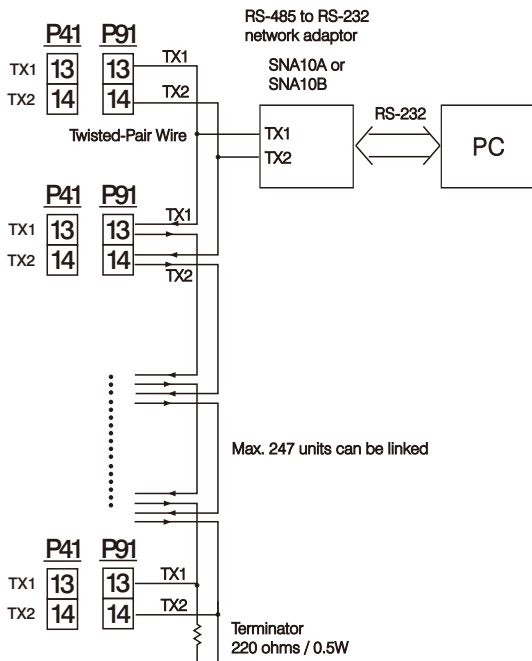 RS-485 to RS-232
network adaptor
SNA10A or
SNA10B
P41 P91
TX1 13 13 TX1
TX2 14 14 TX2
Twisted-Pair Wire
TX1
TX2
RS-232
PC
P41 P91
TX1 13 13 TX1
TX2 14 14 TX2
Max. 247 units can be linked
P41 P91
TX1 13 13 TX1
TX2 14 14 TX2
Terminator
220 ohms / 0.5W